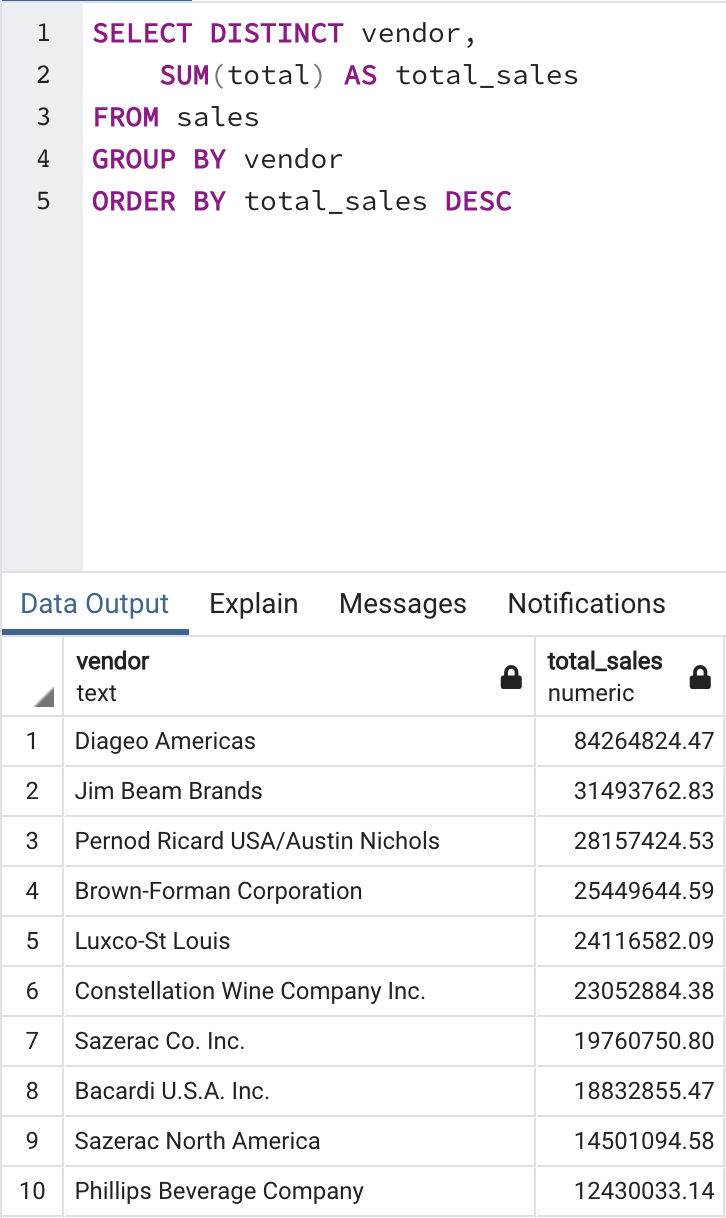 1 SELECT DISTINCT vendor,
2 SUM(total) AS total_sales
3 FROM sales
4 GROUP BY vendor
5 ORDER BY total_sales DESC
Data Output Explain Messages Notifications
vendor total_sales
text numeric
1 Diageo Americas 84264824.47
2 Jim Beam Brands 31493762.83
3 Pernod Ricard USA/Austin Nichols 28157424.53
4 Brown-Forman Corporation 25449644.59
5 Luxco-St Louis 24116582.09
6 Constellation Wine Company Inc. 23052884.38
7 Sazerac Co. Inc. 19760750.80
8 Bacardi U.S.A. Inc. 18832855.47
9 Sazerac North America 14501094.58
10 Phillips Beverage Company 12430033.14